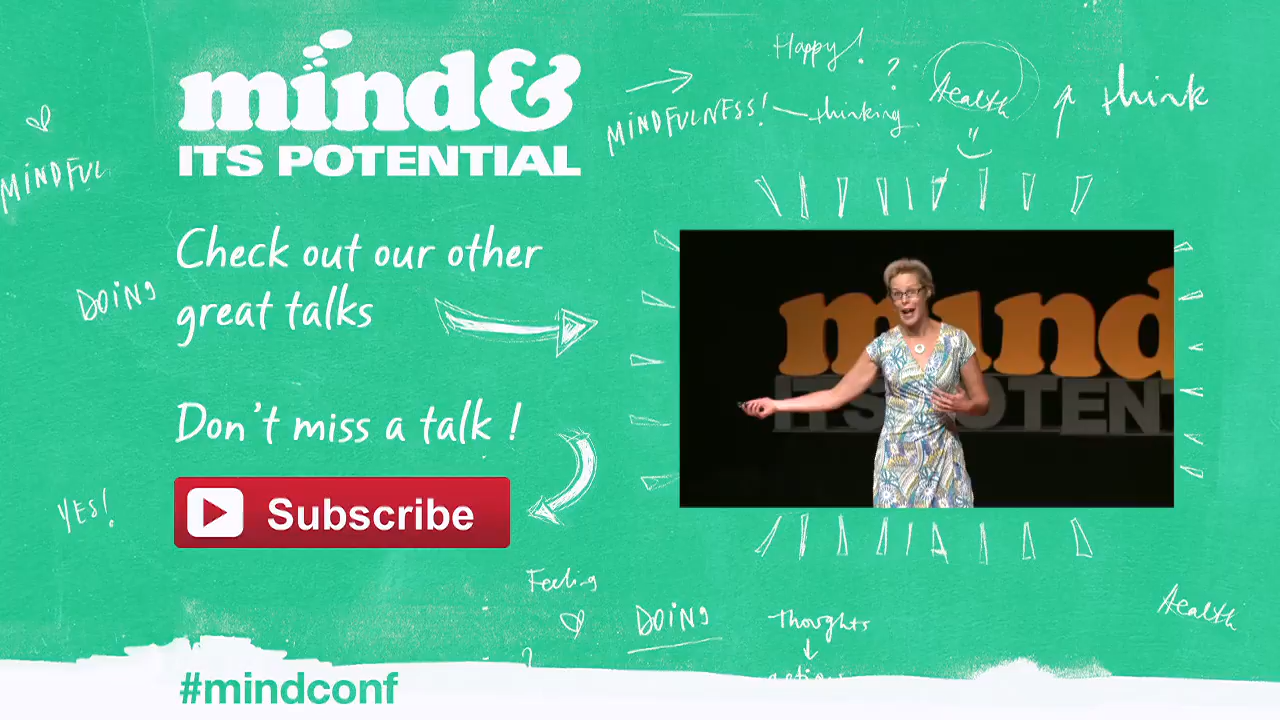 mind&
ITS POTENTIAL
Happy!
?
Health
think
MINDFULNESS! — thinking
MINDFUL
Check out our other
great talks
DOING
mind
ITS POTENT
Don't miss a talk!
Subscribe
YES!
Feeling
DOING
thoughts
Health
?
#mindconf